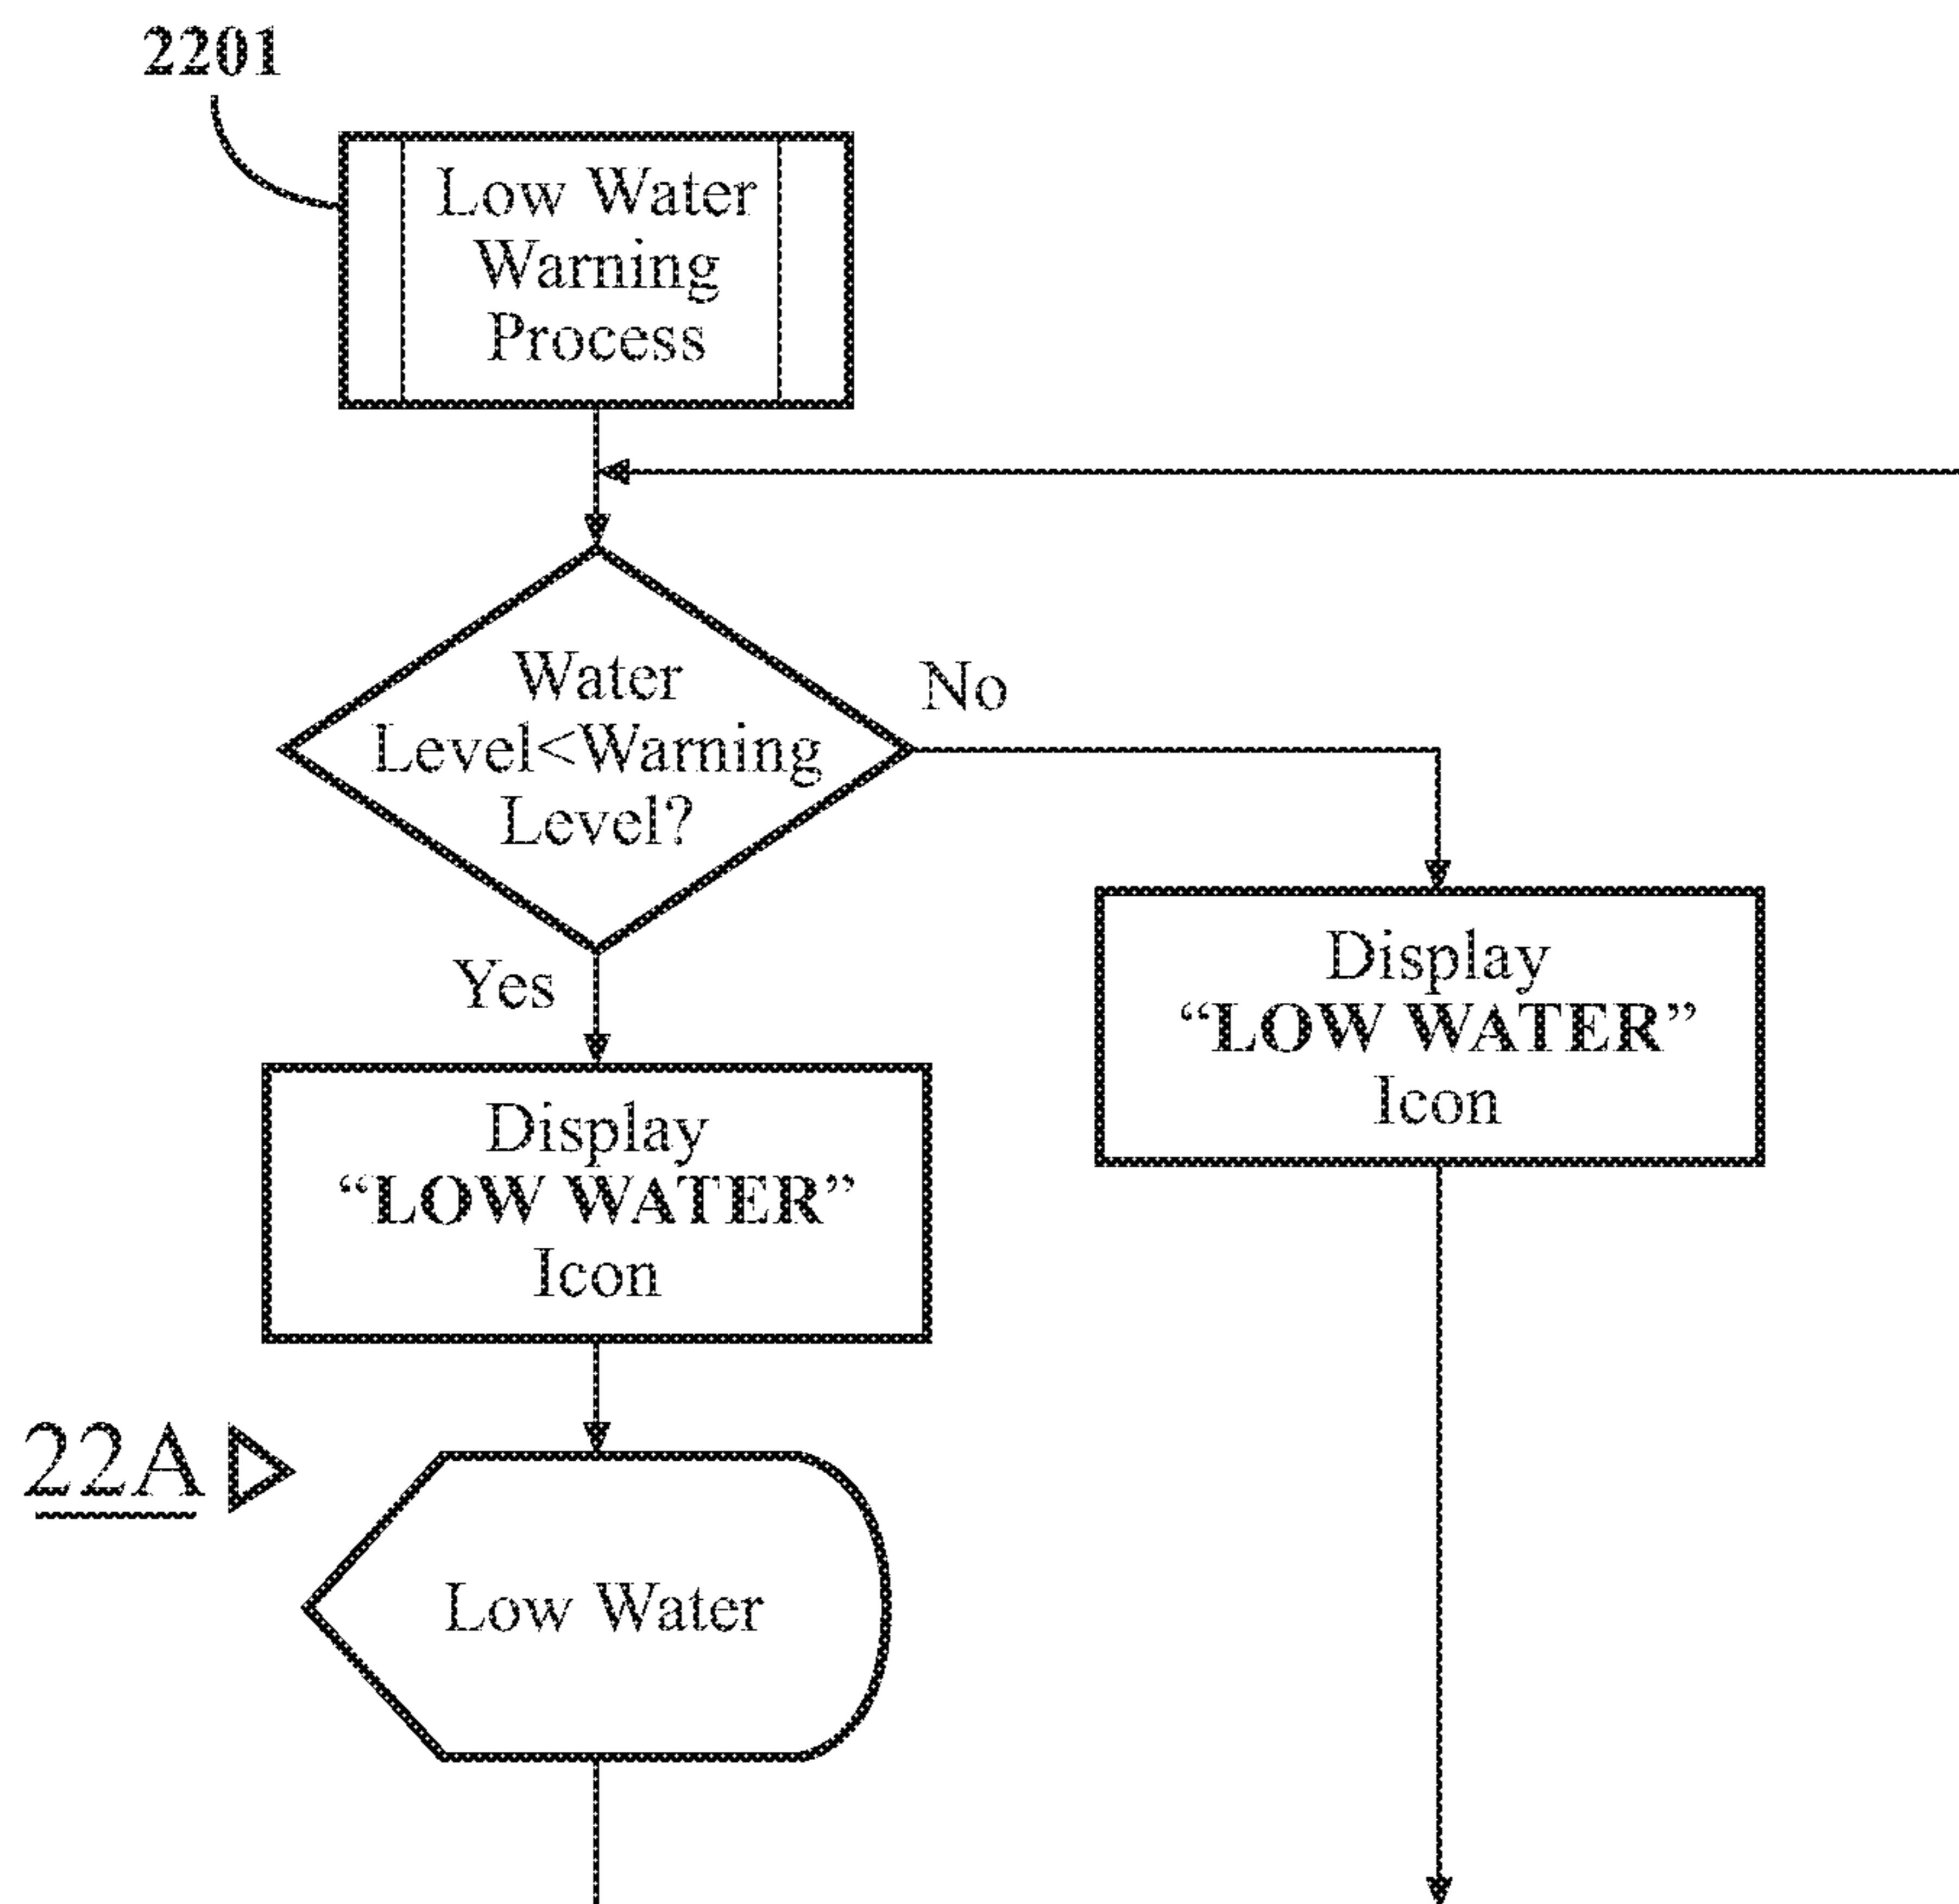 2201
Low Water
Warning
Process
Water
Level<Warning
Level?
No
Yes
Display
“LOW WATER”
Icon
Display
“LOW WATER”
Icon
22A
Low Water